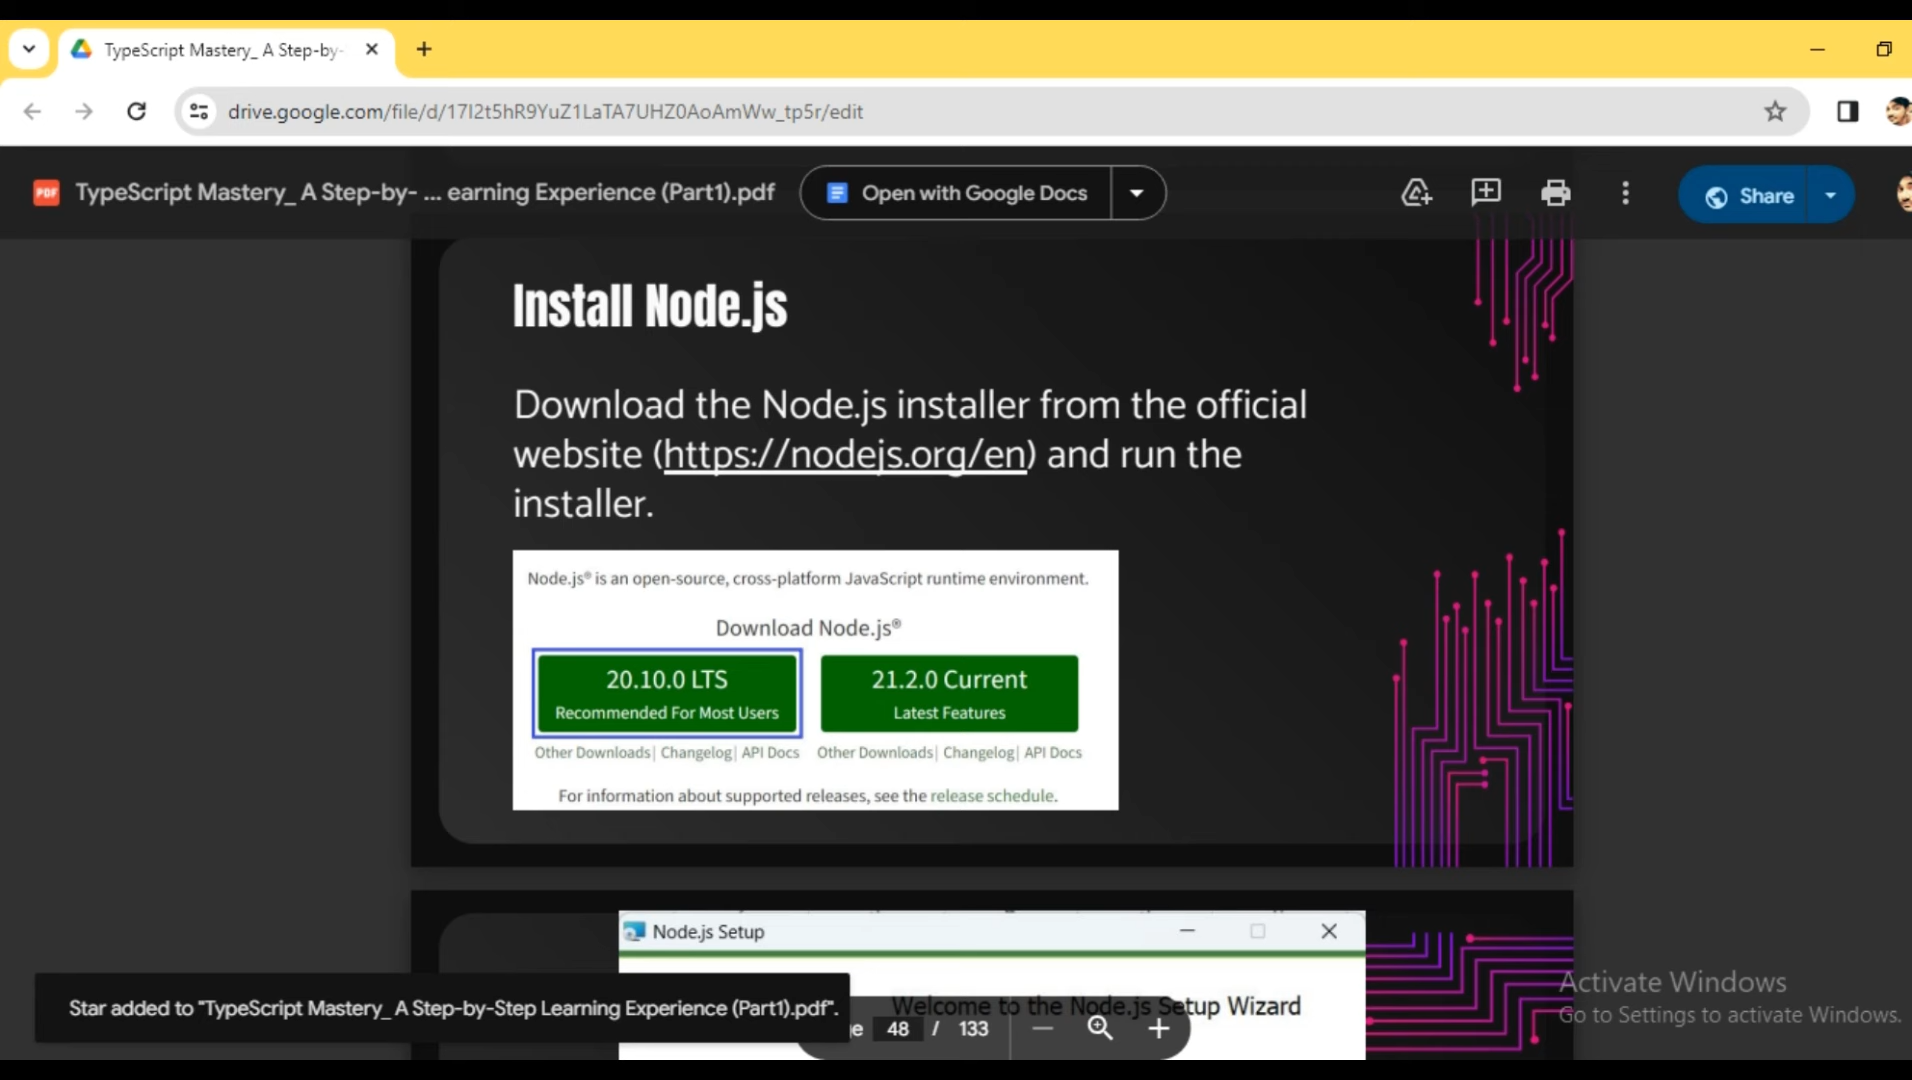 TypeScript Mastery_ A Step-by-
drive.google.com/file/d/17I2t5hR9YuZ1LaTA7UHZ0AoAmWw_tp5r/edit
PDF TypeScript Mastery_ A Step-by- ... earning Experience (Part1).pdf
Open with Google Docs
Share
Install Node.js
Download the Node.js installer from the official
website (https://nodejs.org/en) and run the
installer.
Node.js® is an open-source, cross-platform JavaScript runtime environment.
Download Node.js®
20.10.0 LTS
Recommended For Most Users
21.2.0 Current
Latest Features
Other Downloads| Changelog| API Docs
Other Downloads| Changelog| API Docs
For information about supported releases, see the release schedule.
Node.js Setup
Welcome to the Node.js Setup Wizard
Star added to "TypeScript Mastery_ A Step-by-Step Learning Experience (Part1).pdf".
ge 48 / 133
Activate Windows
Go to Settings to activate Windows.